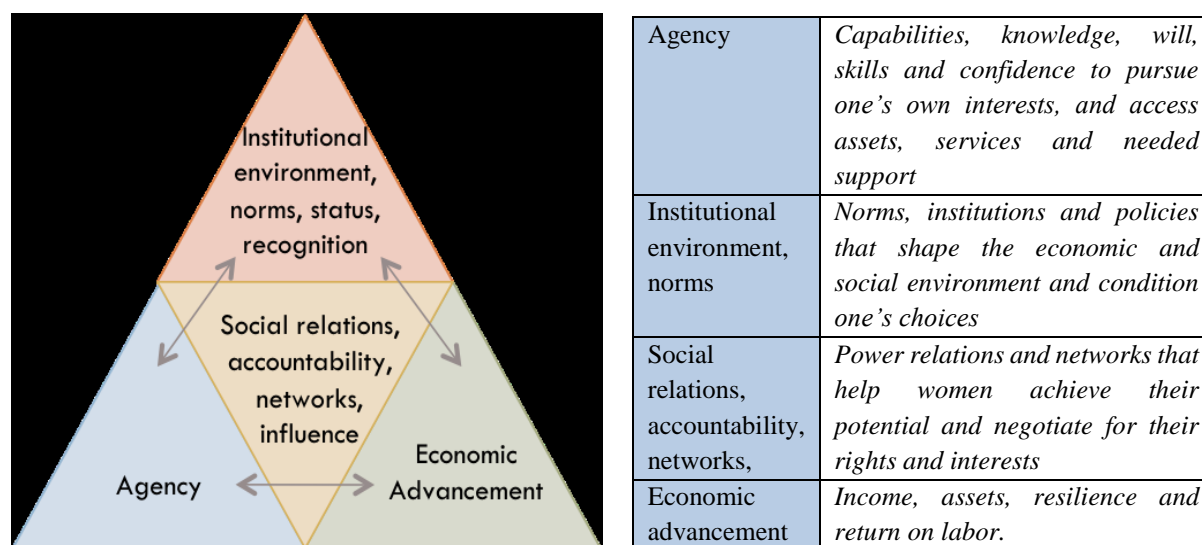 Institutional
environment,
norms, status,
recognition
Social relations,
accountability,
networks,
influence
Agency
Economic
Advancement
Agency
Capabilities, knowledge, will,
skills and confidence to pursue
one’s own interests, and access
assets, services and needed
support
Institutional
environment,
norms
Norms, institutions and policies
that shape the economic and
social environment and condition
one’s choices
Social
relations,
accountability,
networks,
Power relations and networks that
help women achieve their
potential and negotiate for their
rights and interests
Economic
advancement
Income, assets, resilience and
return on labor.